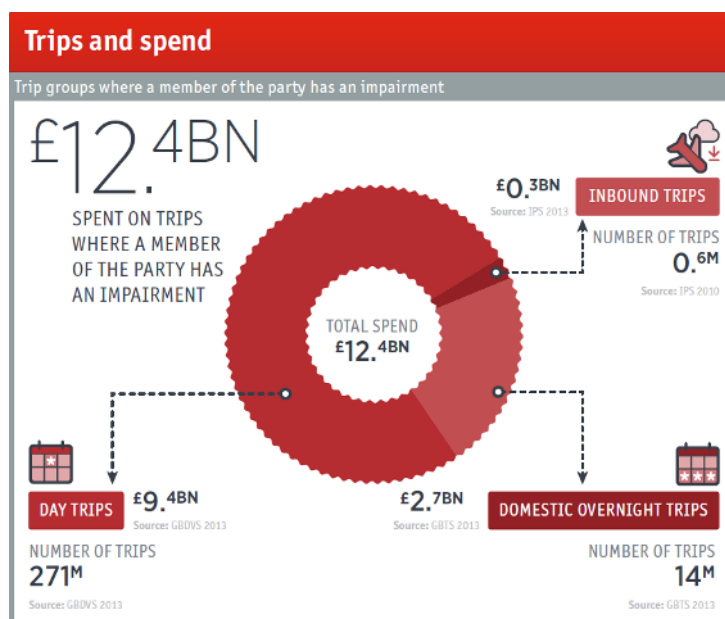 Trips and spend
Trip groups where a member of the party has an impairment
£12.4BN
SPENT ON TRIPS
WHERE A MEMBER
OF THE PARTY HAS
AN IMPAIRMENT
£0.3BN
Source: IPS 2013
INBOUND TRIPS
NUMBER OF TRIPS
0.6M
Source: IPS 2010
TOTAL SPEND
£12.4BN
DAY TRIPS
£9.4BN
Source: GBDVS 2013
NUMBER OF TRIPS
271M
Source: GBDVS 2013
£2.7BN
Source: GBTS 2013
DOMESTIC OVERNIGHT TRIPS
NUMBER OF TRIPS
14M
Source: GBTS 2013